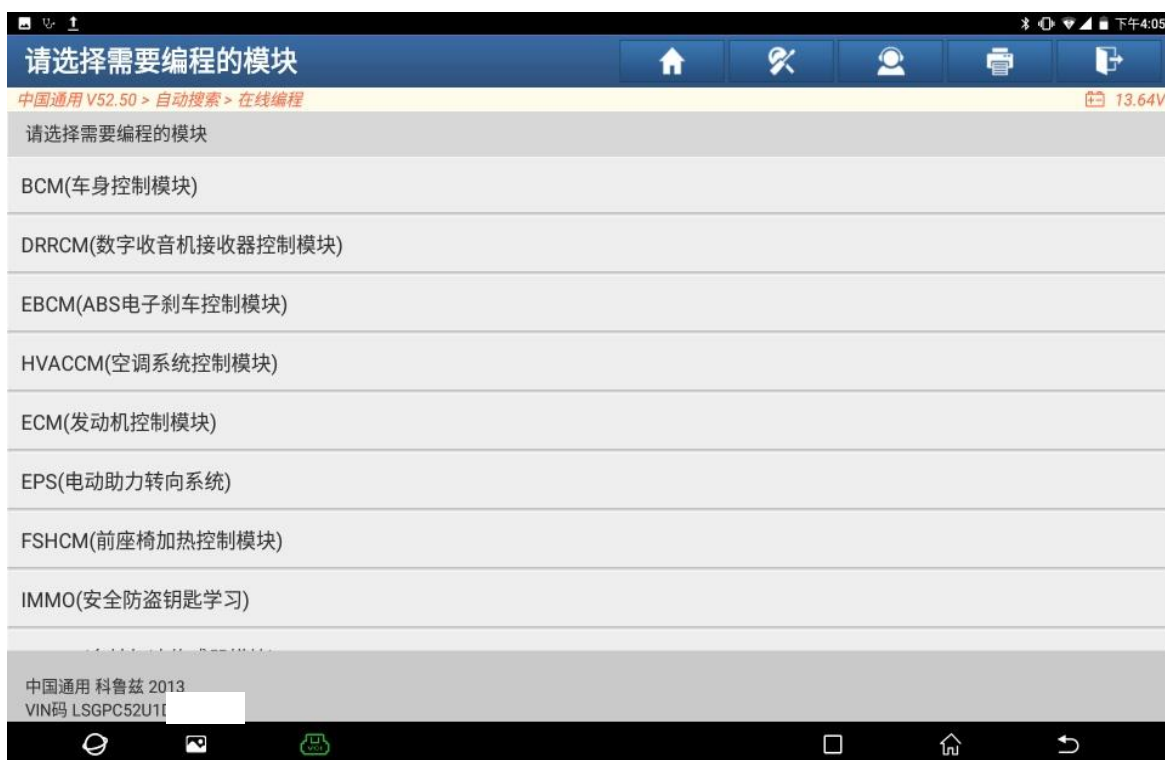 下午4:05
请选择需要编程的模块
中国通用 V52.50 > 自动搜索 > 在线编程
13.64V
请选择需要编程的模块
BCM(车身控制模块)
DRRCM(数字收音机接收器控制模块)
EBCM(ABS电子刹车控制模块)
HVACCM(空调系统控制模块)
ECM(发动机控制模块)
EPS(电动助力转向系统)
FSHCM(前座椅加热控制模块)
IMMO(安全防盗钥匙学习)
中国通用 科鲁兹 2013
VIN码 LSGPC52U1D
VCI